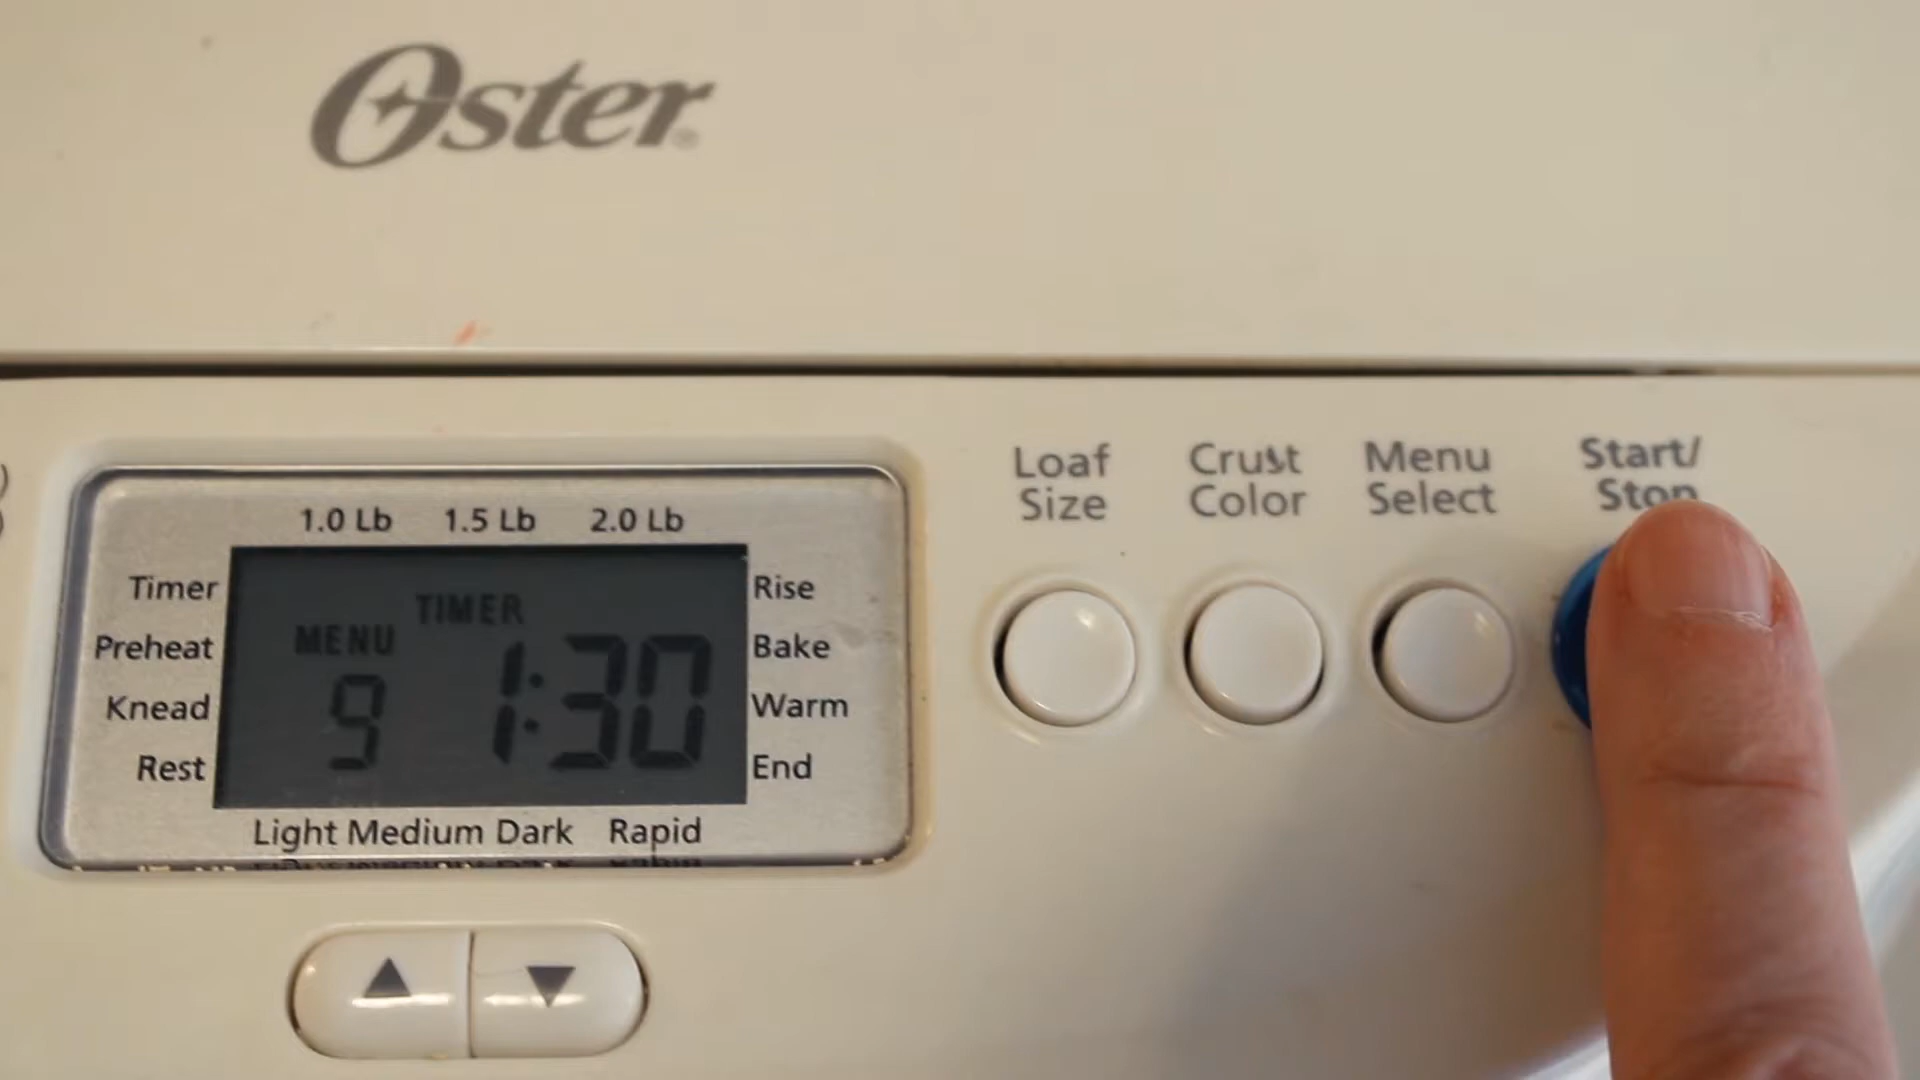 Oster
Loaf Size
Crust Color
Menu Select
Start/ Stop
1.0 Lb 1.5 Lb 2.0 Lb
Timer
Preheat
Knead
Rest
TIMER
MENU
9 1:30
Rise
Bake
Warm
End
Light Medium Dark Rapid